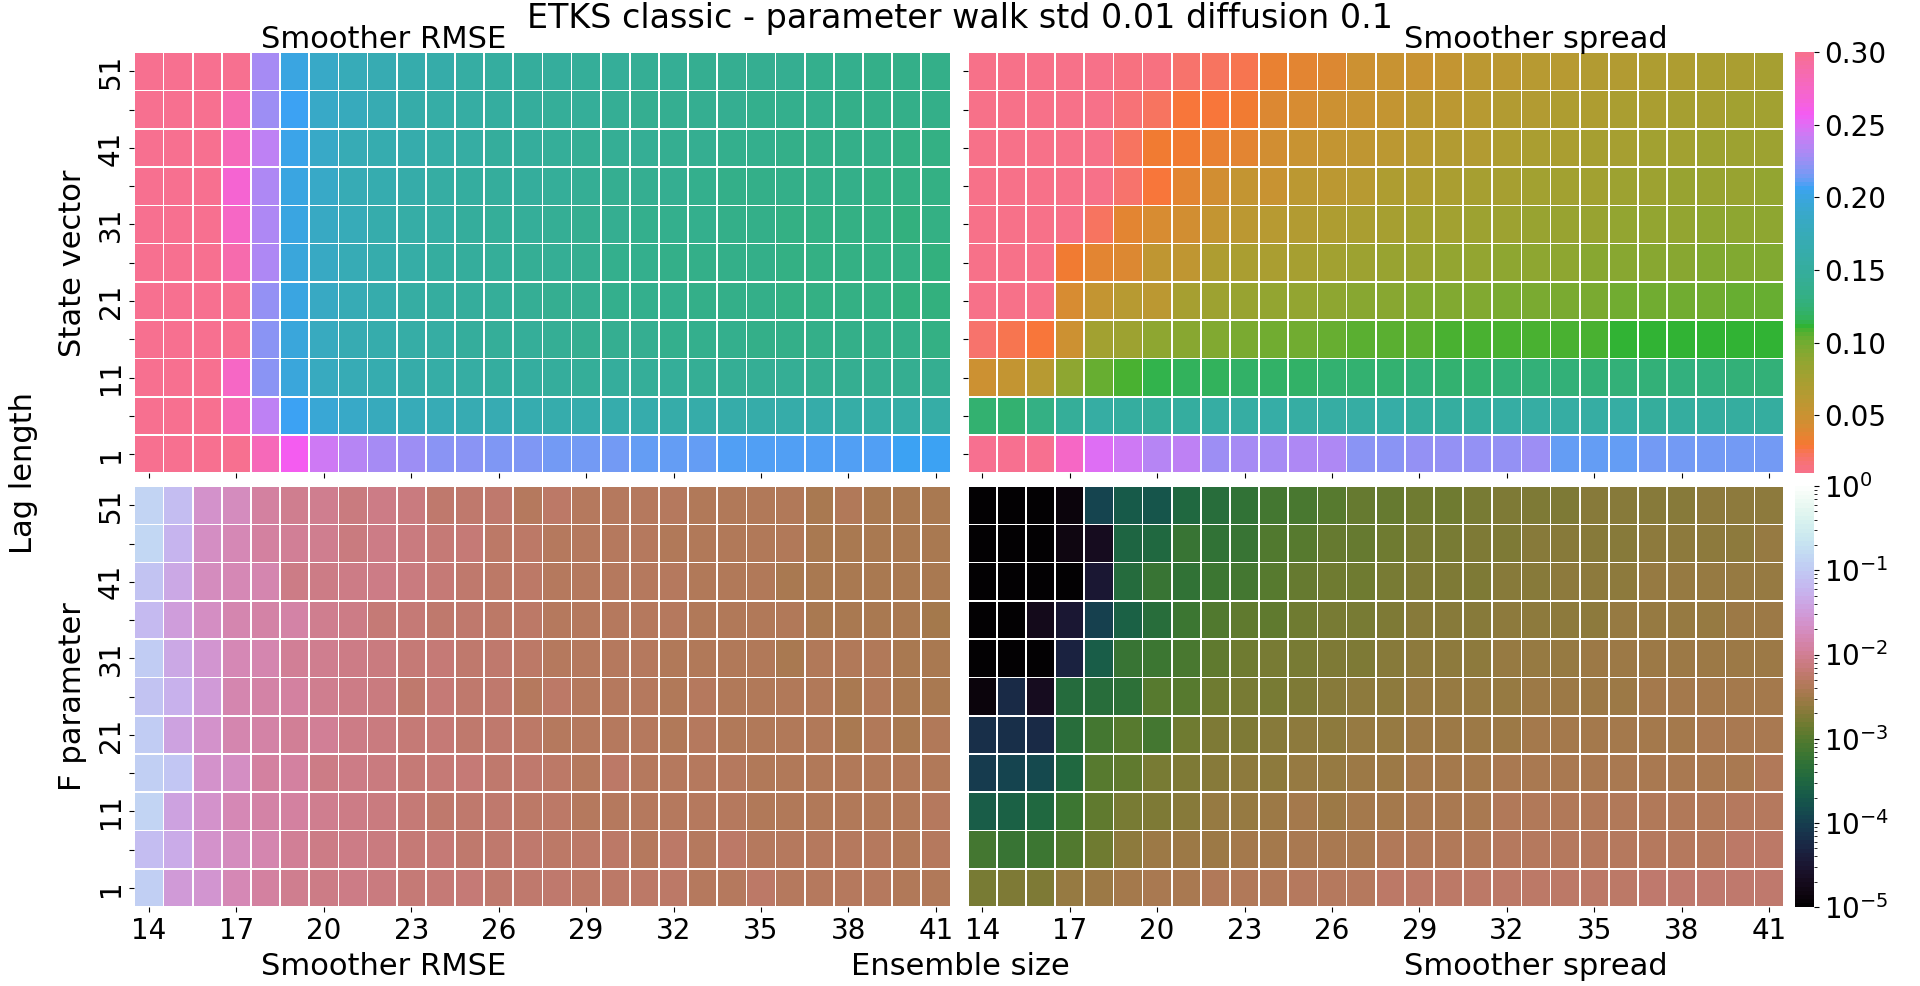 ETKS classic - parameter walk std 0.01 diffusion 0.1
Smoother RMSE
Smoother spread
Lag length
State vector
51
41
31
21
11
1
0.30
0.25
0.20
0.15
0.10
0.05
F parameter
51
41
31
21
11
1
10⁰
10⁻¹
10⁻²
10⁻³
10⁻⁴
10⁻⁵
14 17 20 23 26 29 32 35 38 41
14 17 20 23 26 29 32 35 38 41
Smoother RMSE
Ensemble size
Smoother spread